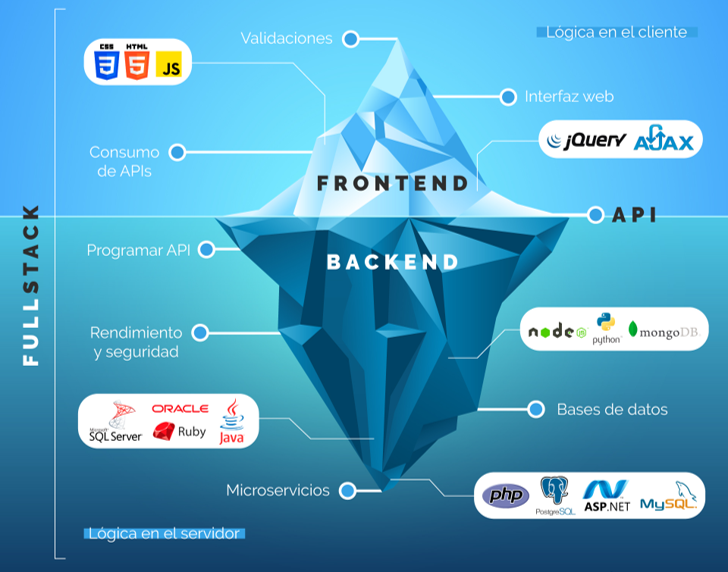 Validaciones
Lógica en el cliente
CSS HTML
JS
Interfaz web
jQuery AJAX
Consumo
de APIs
FRONTEND
API
FULLSTACK
Programar API
BACKEND
node JS
python
mongoDB
Rendimiento
y seguridad
Microsoft
SQL Server
ORACLE
Ruby
Java
Bases de datos
Microservicios
php
PostgreSQL
ASP.NET
MySQL
Lógica en el servidor